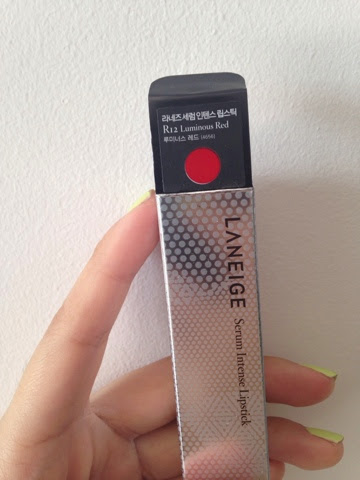 라네즈 세럼 인텐스 립스틱
R12 Luminous Red
루미너스 레드
LANEIGE
Serum Intense Lipstick